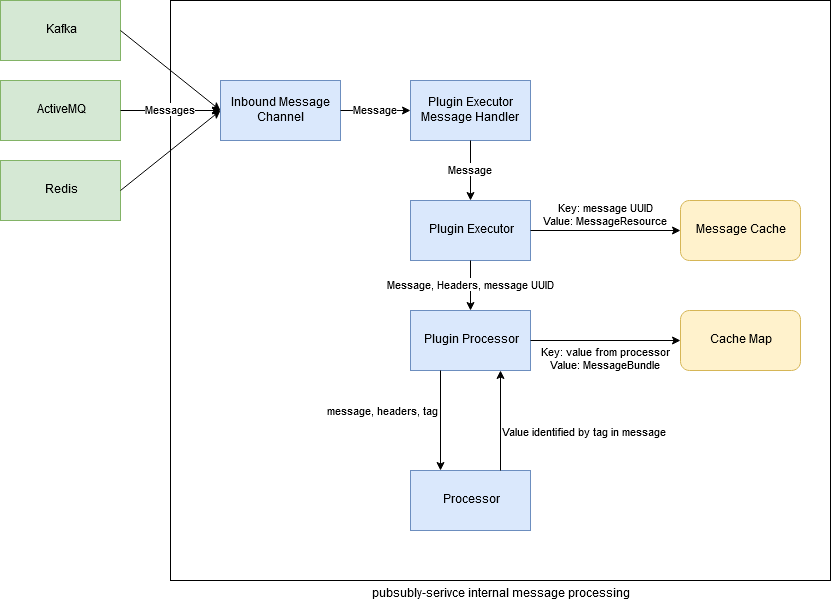 Kafka
ActiveMQ
Redis
Messages
Inbound Message
Channel
Message
Plugin Executor
Message Handler
Message
Plugin Executor
Key: message UUID
Value: MessageResource
Message Cache
Message, Headers, message UUID
Plugin Processor
Key: value from processor
Value: MessageBundle
Cache Map
message, headers, tag
Value identified by tag in message
Processor
pubsubly-serivce internal message processing